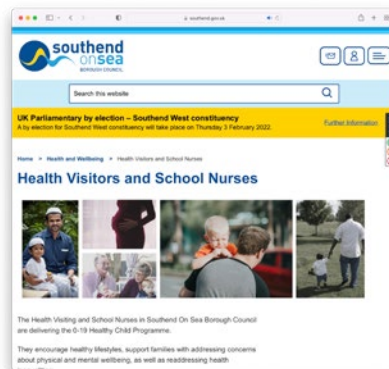 southend.gov.uk
southend
onsea
BOROUGH COUNCIL
Search this website
UK Parliamentary by election – Southend West constituency
A by election for Southend West constituency will take place on Thursday 3 February 2022.
Further Information
Home > Health and Wellbeing > Health Visitors and School Nurses
Health Visitors and School Nurses
The Health Visiting and School Nurses in Southend On Sea Borough Council
are delivering the 0-19 Healthy Child Programme.
They encourage healthy lifestyles, support families with addressing concerns
about physical and mental wellbeing, as well as readdressing health